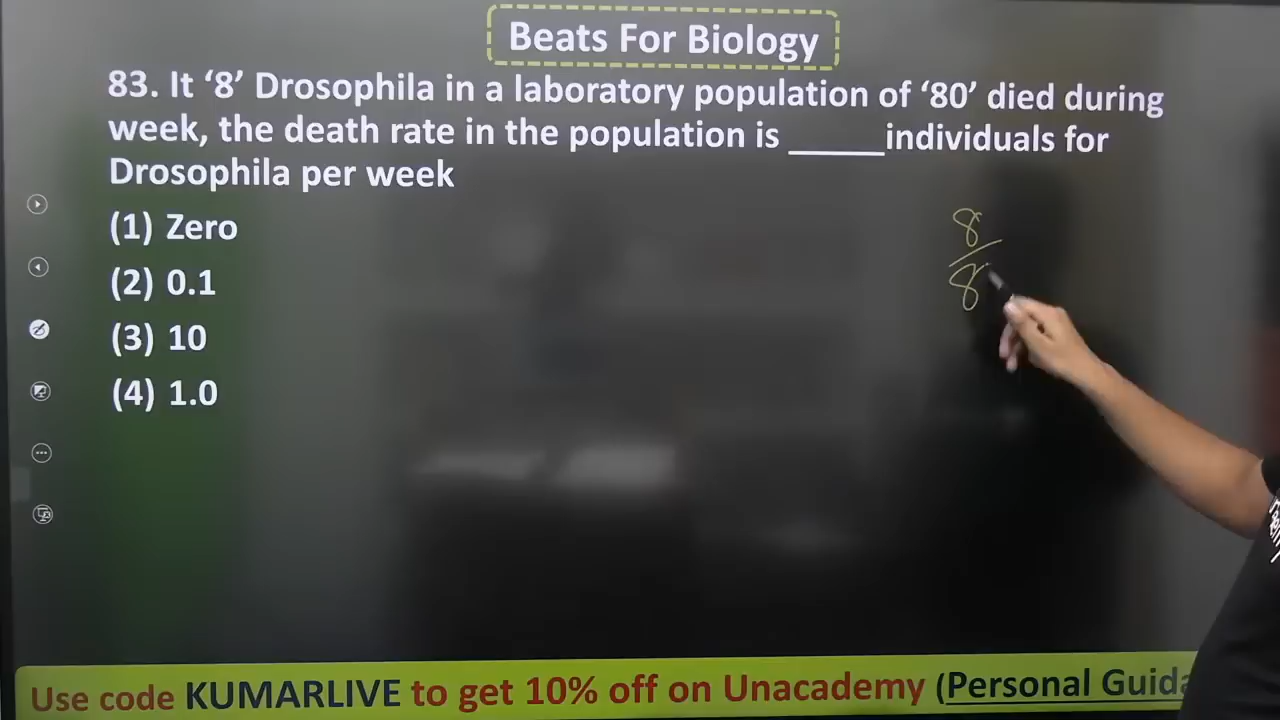 Beats For Biology
83. It ‘8’ Drosophila in a laboratory population of ‘80’ died during
week, the death rate in the population is ______individuals for
Drosophila per week
(1) Zero
(2) 0.1
(3) 10
(4) 1.0
8
8
Use code KUMARLIVE to get 10% off on Unacademy (Personal Guida